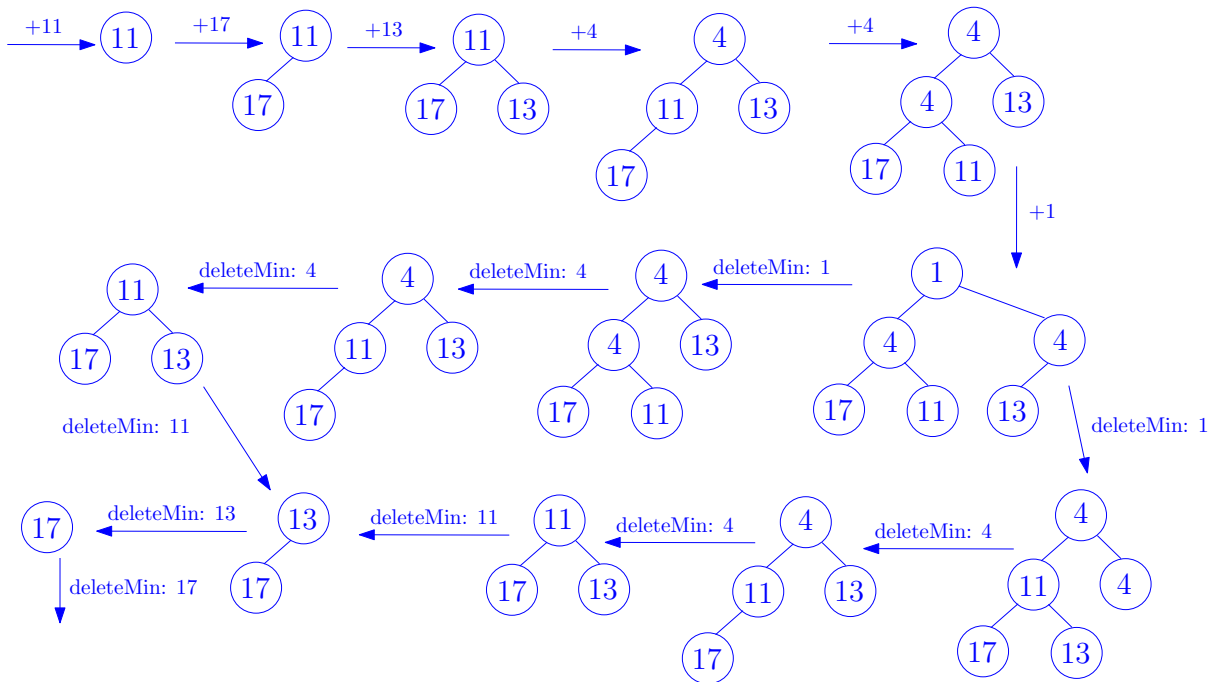 +11 +17 +13 +4 +4
11 11 11 4 4
17 17 13 11 13 4 13
17 17 11
+1
deleteMin: 4 deleteMin: 4 deleteMin: 1
11 4 4 1
17 13 11 13 4 13 4 4
17 17 11 17 11 13
deleteMin: 11 deleteMin: 1
17 deleteMin: 13 13 deleteMin: 11 11 deleteMin: 4 4 deleteMin: 4 4
deleteMin: 17 17 17 13 11 13 11 4
17 17 13